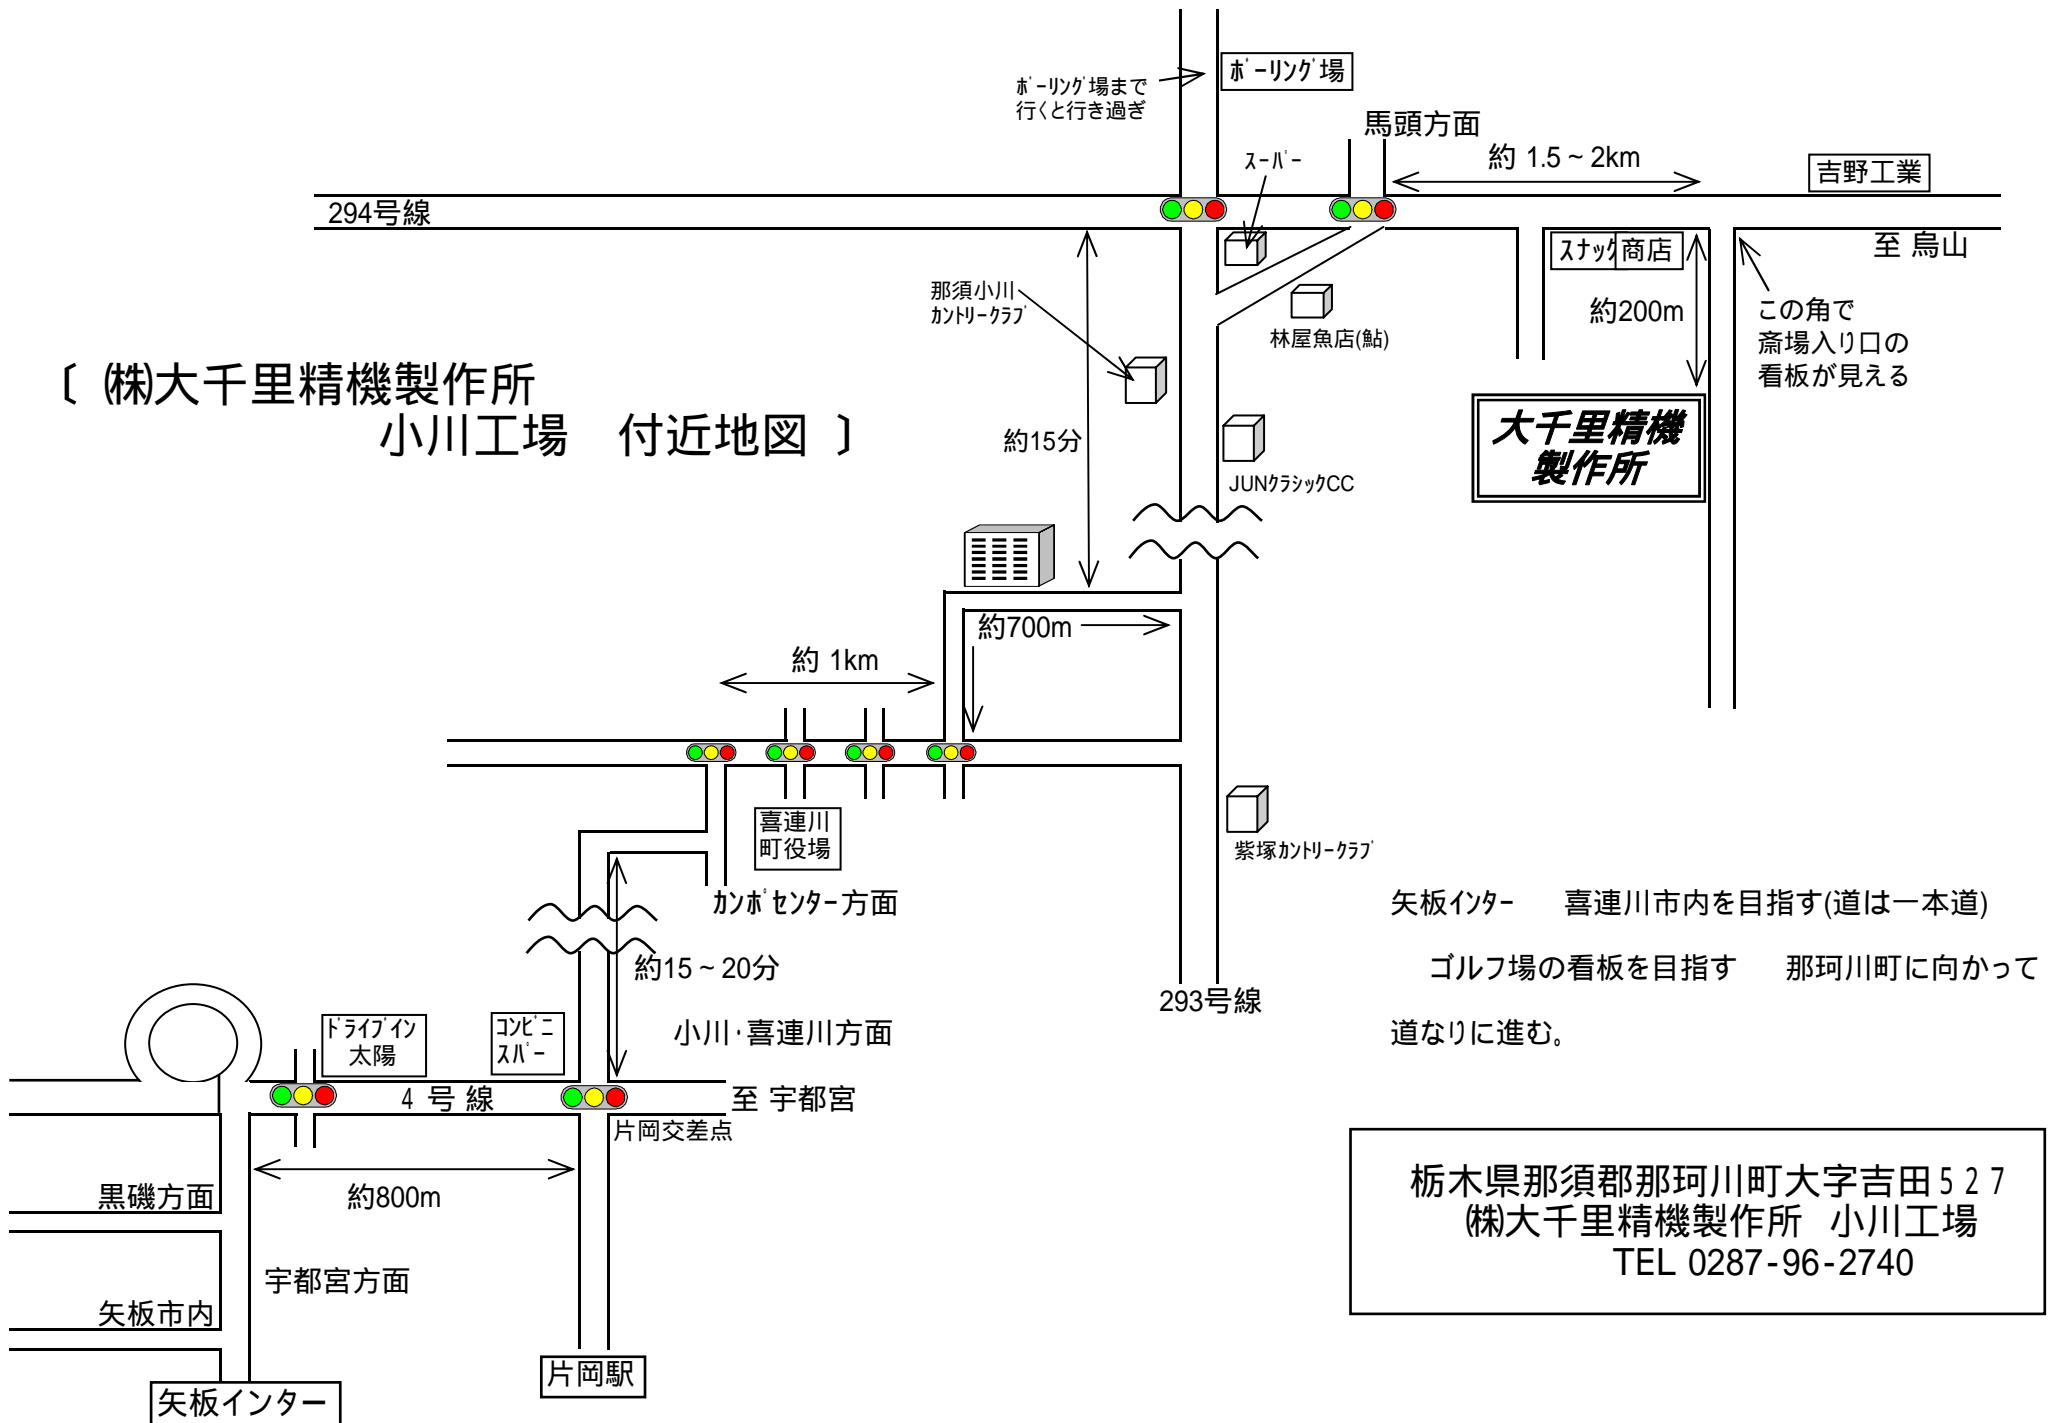 ﾎﾞｰﾘﾝｸﾞ場
ﾎﾞｰﾘﾝｸﾞ場まで
行くと行き過ぎ
馬頭方面
ｽｰﾊﾟｰ
約 1.5～2km
吉野工業
294号線
ｽﾅｯｸ
商店
至 烏山
那須小川
ｶﾝﾄﾘｰｸﾗﾌﾞ
約200m
この角で
斎場入り口の
看板が見える
林屋魚店(鮎)
〔 ㈱大千里精機製作所
小川工場　付近地図 〕
約15分
大千里精機
製作所
JUNｸﾗｼｯｸCC
約700m
約 1km
喜連川
町役場
紫塚ｶﾝﾄﾘｰｸﾗﾌﾞ
ｶﾝﾎﾟｾﾝﾀｰ方面
矢板ｲﾝﾀｰ　喜連川市内を目指す(道は一本道)
約15～20分
ゴルフ場の看板を目指す　那珂川町に向かって
293号線
ﾄﾞﾗｲﾌﾞｲﾝ
太陽
ｺﾝﾋﾞﾆ
ｽﾊﾟｰ
小川・喜連川方面
道なりに進む。
4 号 線
至 宇都宮
片岡交差点
黒磯方面
約800m
栃木県那須郡那珂川町大字吉田５２７
㈱大千里精機製作所 小川工場
TEL 0287-96-2740
宇都宮方面
矢板市内
片岡駅
矢板インター